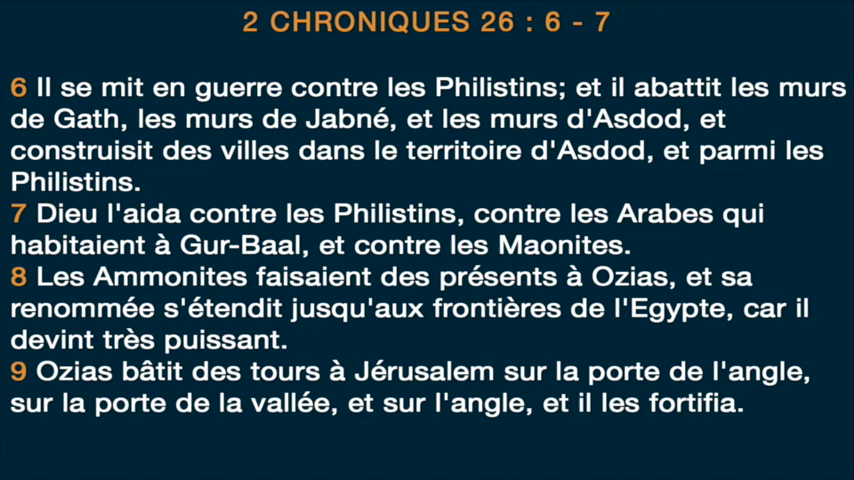 2 CHRONIQUES 26 : 6 - 7
6 Il se mit en guerre contre les Philistins; et il abattit les murs
de Gath, les murs de Jabné, et les murs d'Asdod, et
construisit des villes dans le territoire d'Asdod, et parmi les
Philistins.
7 Dieu l'aida contre les Philistins, contre les Arabes qui
habitaient à Gur-Baal, et contre les Maonites.
8 Les Ammonites faisaient des présents à Ozias, et sa
renommée s'étendit jusqu'aux frontières de l'Egypte, car il
devint très puissant.
9 Ozias bâtit des tours à Jérusalem sur la porte de l'angle,
sur la porte de la vallée, et sur l'angle, et il les fortifia.